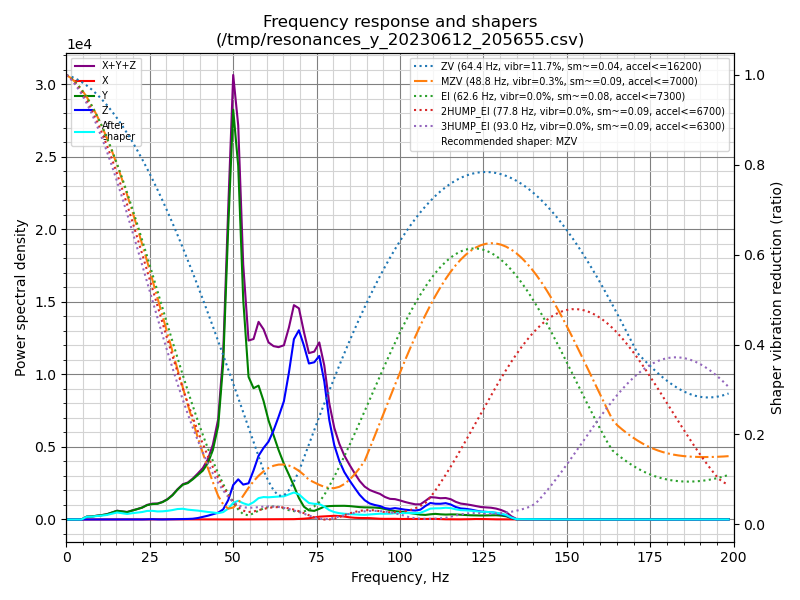 Frequency response and shapers
(/tmp/resonances_y_20230612_205655.csv)
1e4
X+Y+Z
X
Y
Z
After
shaper
ZV (64.4 Hz, vibr=11.7%, sm~=0.04, accel<=16200)
MZV (48.8 Hz, vibr=0.3%, sm~=0.09, accel<=7000)
EI (62.6 Hz, vibr=0.0%, sm~=0.08, accel<=7300)
2HUMP_EI (77.8 Hz, vibr=0.0%, sm~=0.09, accel<=6700)
3HUMP_EI (93.0 Hz, vibr=0.0%, sm~=0.09, accel<=6300)
Recommended shaper: MZV
Power spectral density
3.0
2.5
2.0
1.5
1.0
0.5
0.0
1.0
0.8
0.6
0.4
0.2
0.0
Shaper vibration reduction (ratio)
0 25 50 75 100 125 150 175 200
Frequency, Hz